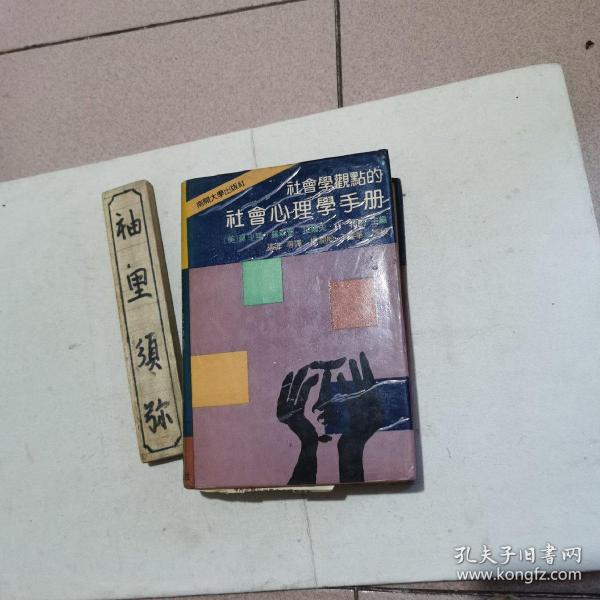 袖里須弥
南開大學出版社
社會學觀點的
社會心理學手册
孔夫子旧书网
www.kongfz.com